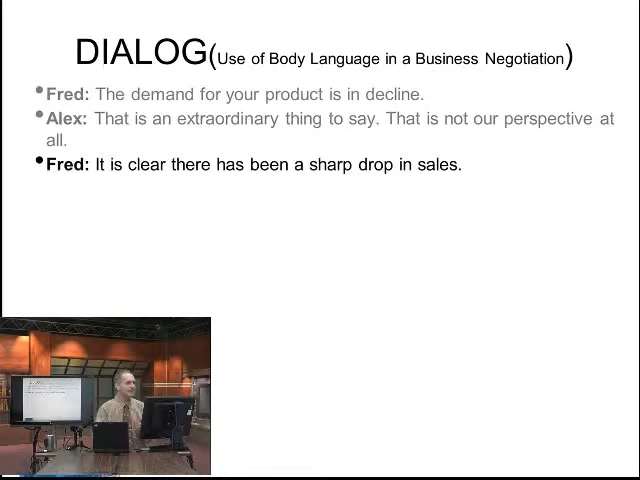 DIALOG(Use of Body Language in a Business Negotiation)
•Fred: The demand for your product is in decline.
•Alex: That is an extraordinary thing to say. That is not our perspective at
all.
•Fred: It is clear there has been a sharp drop in sales.